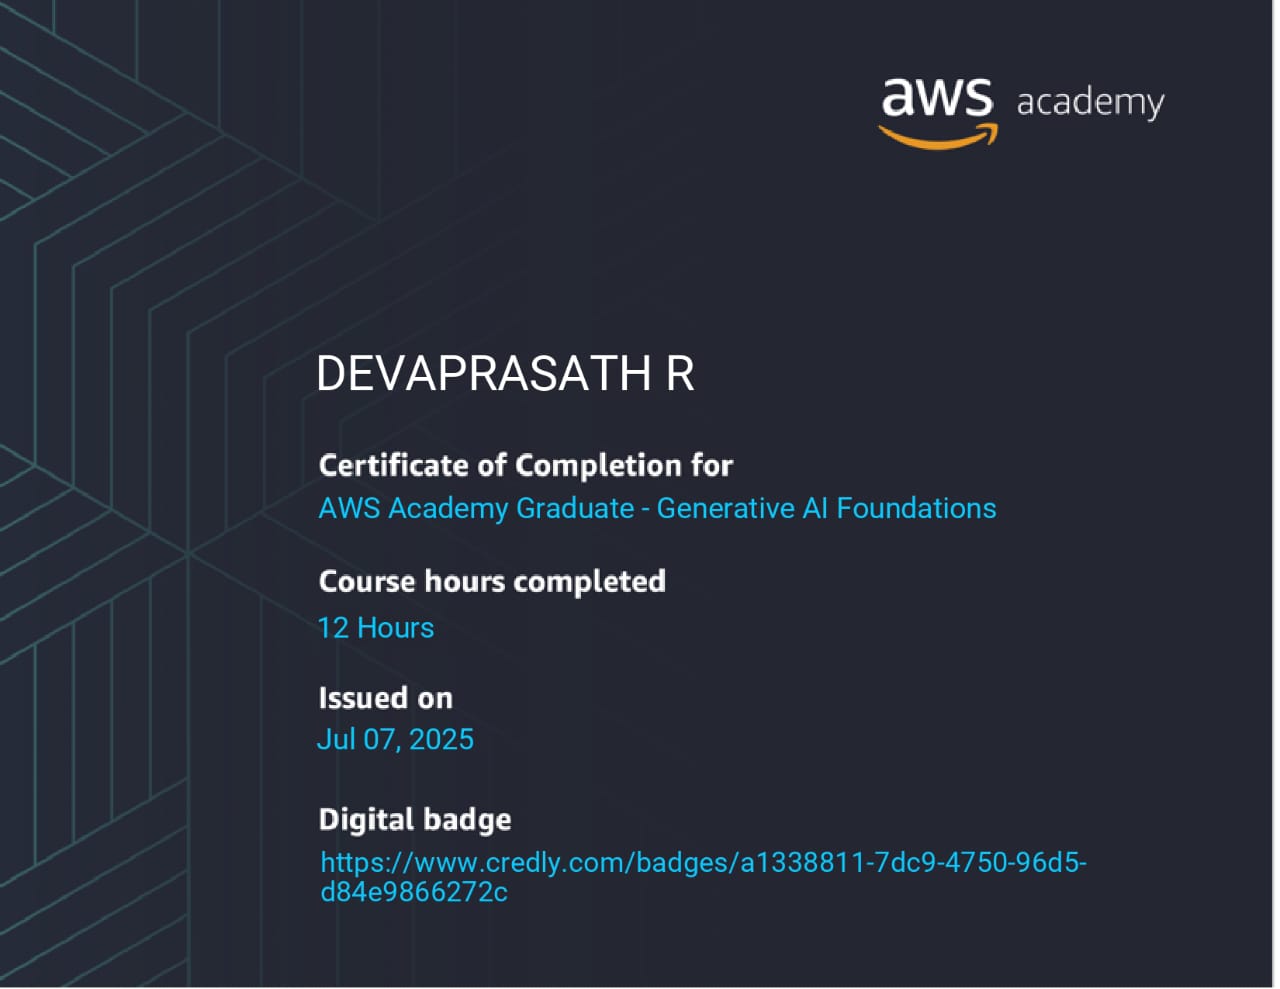 aws academy
DEVAPRASATH R
Certificate of Completion for
AWS Academy Graduate - Generative AI Foundations
Course hours completed
12 Hours
Issued on
Jul 07, 2025
Digital badge
https://www.credly.com/badges/a1338811-7dc9-4750-96d5-
d84e9866272c